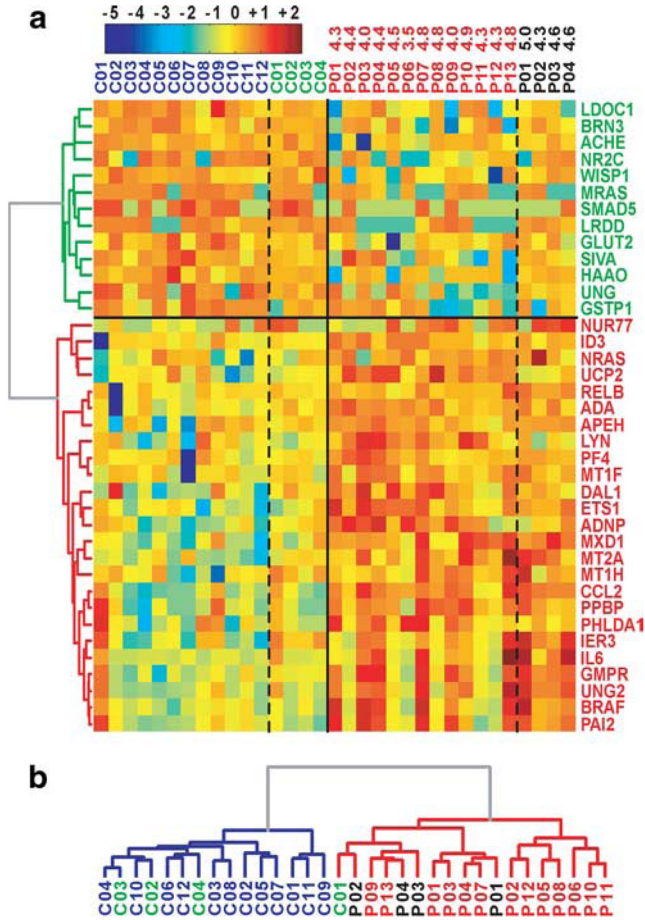 a
-5 -4 -3 -2 -1 0 +1 +2
4.3 4.4 4.0 4.4 4.5 3.5 4.8 4.8 4.0 4.9 4.3 4.3 4.8 5.0 4.3 4.6 4.6
C01 C02 C03 C04 C05 C06 C07 C08 C09 C10 C11 C12 C01 C02 C03 C04 P01 P02 P03 P04 P05 P06 P07 P08 P09 P10 P11 P12 P13 P01 P02 P03 P04
LDOC1
BRN3
ACHE
NR2C
WISP1
MRAS
SMAD5
LRDD
GLUT2
SIVA
HAAO
UNG
GSTP1
NUR77
ID3
NRAS
UCP2
RELB
ADA
APEH
LYN
PF4
MT1F
DAL1
ETS1
ADNP
MXD1
MT2A
MT1H
CCL2
PPBP
PHLDA1
IER3
IL6
GMPR
UNG2
BRAF
PAI2
b
C04 C03 C10 C02 C06 C12 C04 C03 C08 C02 C05 C07 C01 C11 C09 C01 P02 P09 P13 P04 P03 P01 P03 P04 P07 P01 P02 P12 P05 P08 P06 P10 P11